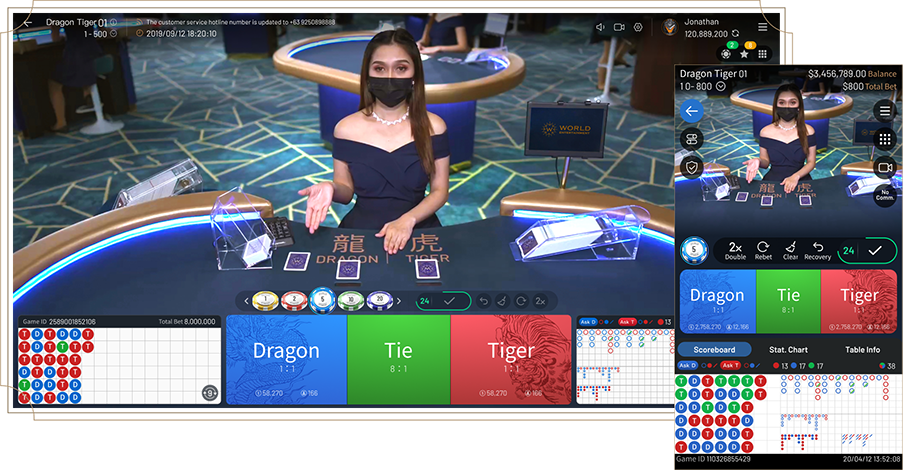 Dragon Tiger 01
The customer service hotline number is updated to +63 9250898888
1 - 500
2019/09/12 18:20:10
Jonathan
120,889,200
2
WORLD
ENTERTAINMENT
龍 虎
DRAGON TIGER
1 2 5 10 20
24
2x
Game ID 2589001852106
Total Bet 8,000,000
T D T D D T
D T D T T T
T T T T T
D T D D D
T D D D D
D D T D D
Dragon
1:1
58,270
166
Tie
8:1
Tiger
1:1
58,270
166
Ask D
Ask T
13
Dragon Tiger 01
$3,456,789.00 Balance
1 0- 800
$800 Total Bet
龍 虎
DRAGON TIGER
No
Comm.
5
2x
Double
Rebet
Clear
Recovery
24
Dragon
1:1
2,758,270
12,166
Tie
8:1
Tiger
1:1
2,758,270
12,166
Scoreboard
Stat. Chart
Table Info
Ask D
Ask T
13
17
17
38
Game ID 110326855429
20/04/12 13:52:08